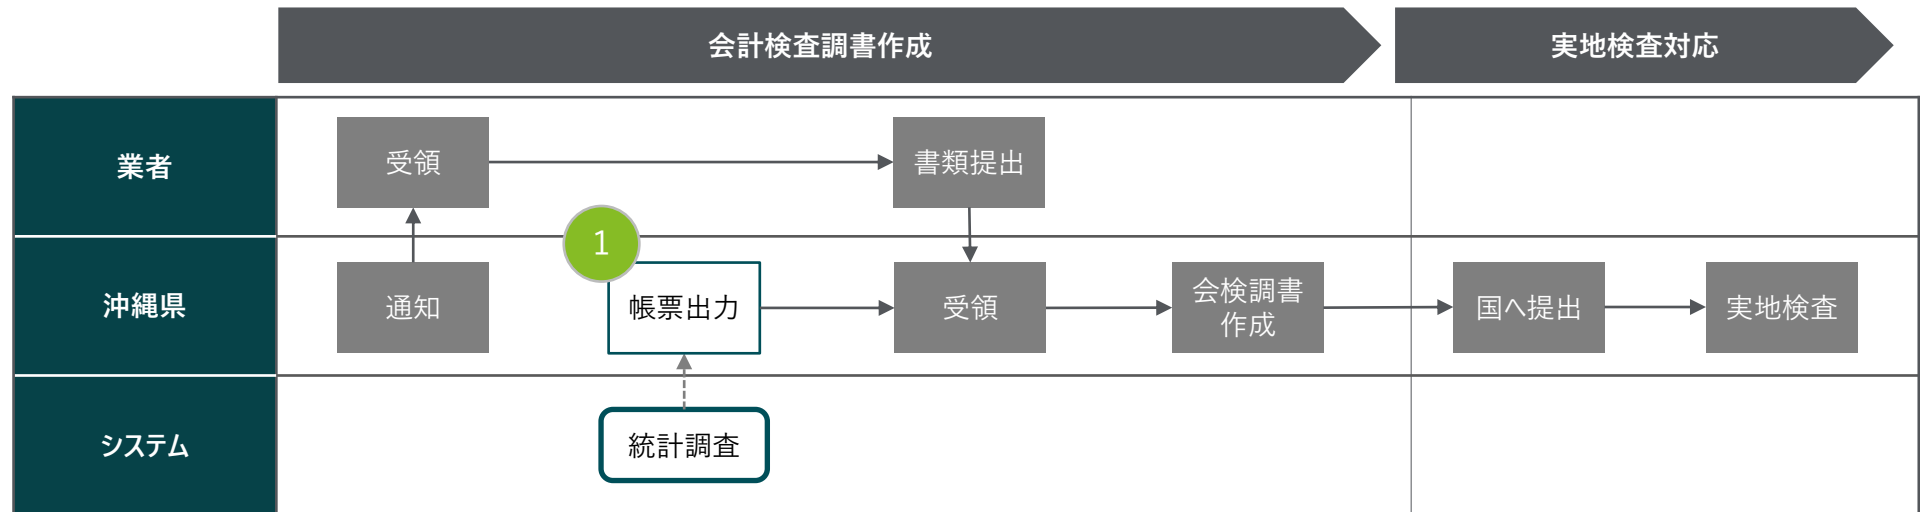 会計検査調書作成
実地検査対応
業者
受領
書類提出
沖縄県
通知
1
帳票出力
受領
会検調書
作成
国へ提出
実地検査
システム
統計調査